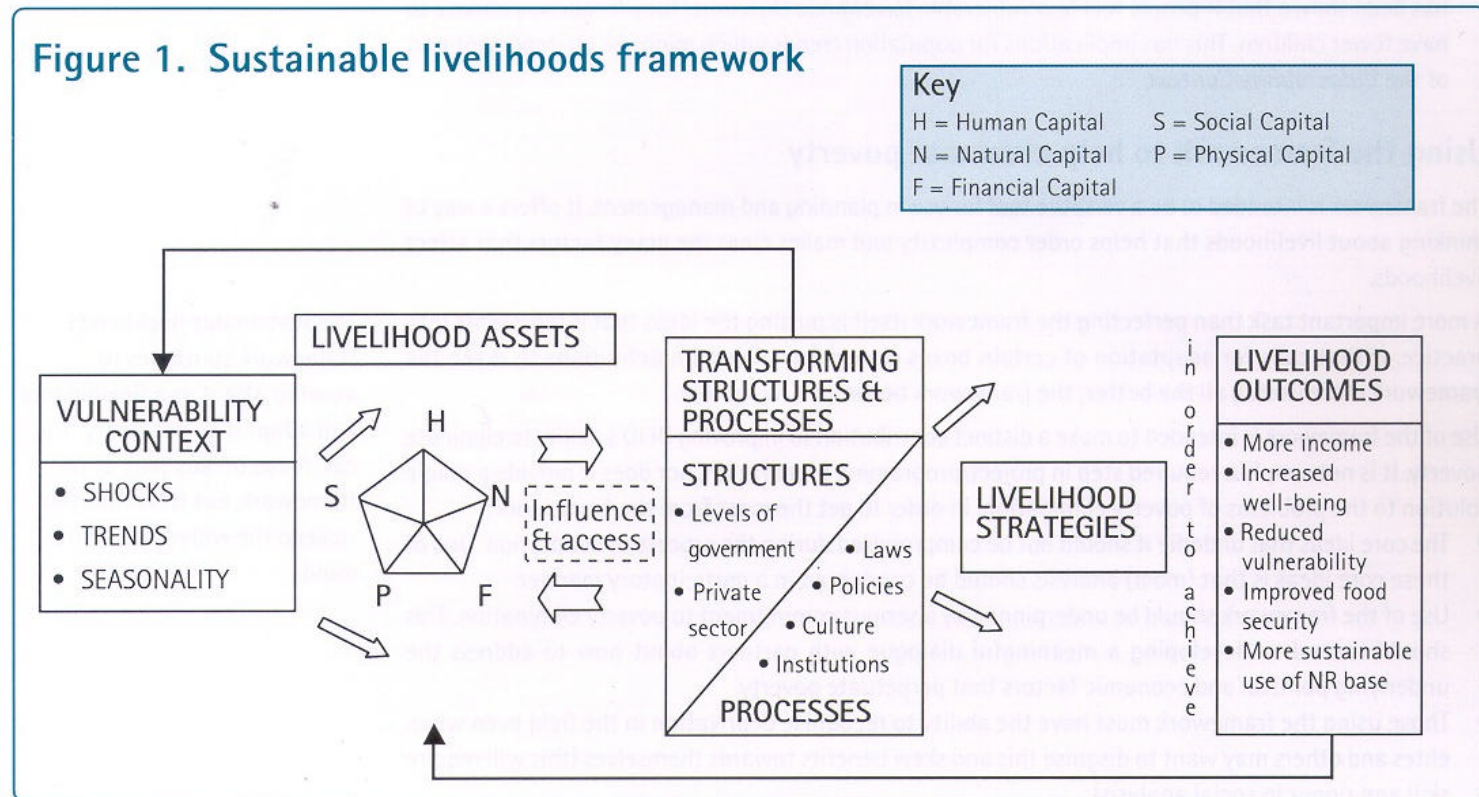 Figure 1. Sustainable livelihoods framework
Key
H = Human Capital
S = Social Capital
N = Natural Capital
P = Physical Capital
F = Financial Capital
LIVELIHOOD ASSETS
VULNERABILITY
CONTEXT
• SHOCKS
• TRENDS
• SEASONALITY
H
S
N
P
F
Influence
& access
TRANSFORMING
STRUCTURES &
PROCESSES
STRUCTURES
• Levels of
government
• Private
sector
• Laws
• Policies
• Culture
• Institutions
PROCESSES
LIVELIHOOD
STRATEGIES
in order to achieve
LIVELIHOOD
OUTCOMES
• More income
• Increased
well-being
• Reduced
vulnerability
• Improved food
security
• More sustainable
use of NR base